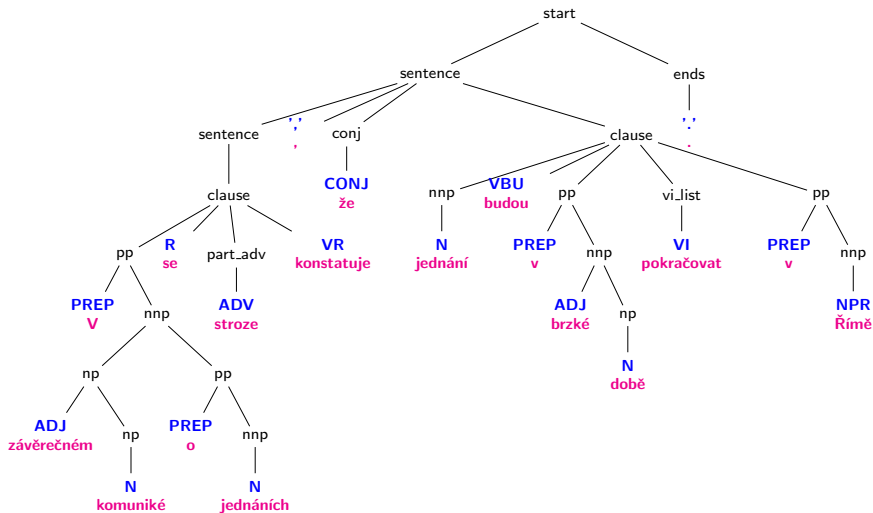 start
sentence ends
sentence ',' conj clause '.'
, .
clause CONJ nnp VBU pp vi_list pp
že budou
pp R part_adv VR N PREP nnp VI PREP nnp
se konstatuje jednání v pokračovat v
PREP nnp ADV ADJ np NPR
V stroze brzké Římě
np pp N
době
ADJ np PREP nnp
závěrečném o
N N
komuniké jednáních